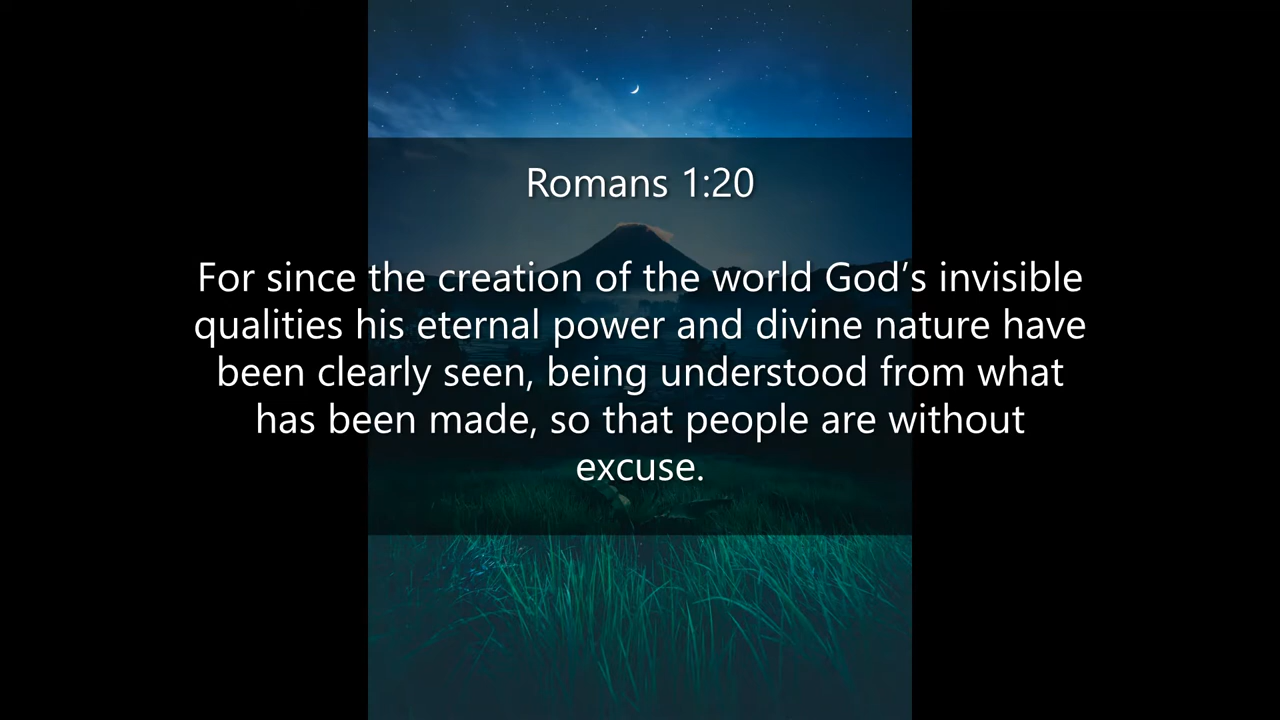 Romans 1:20
For since the creation of the world God’s invisible
qualities his eternal power and divine nature have
been clearly seen, being understood from what
has been made, so that people are without
excuse.